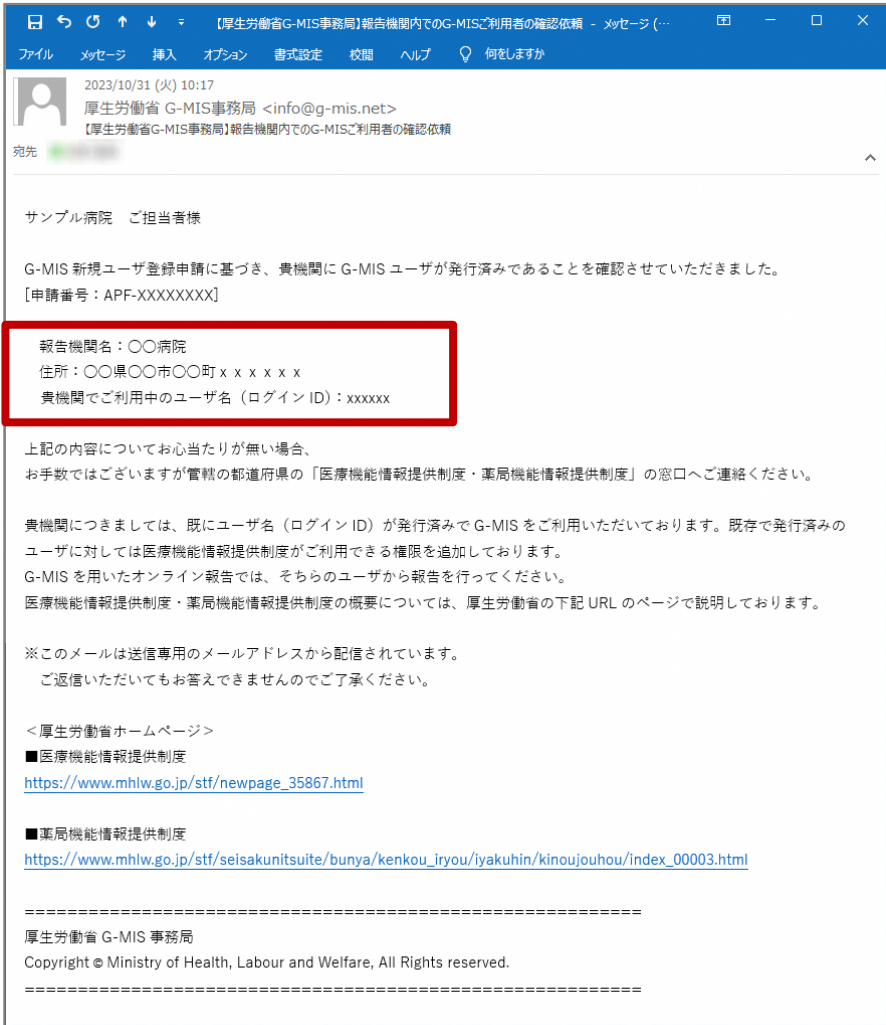 【厚生労働省G-MIS事務局】報告機関内でのG-MISご利用者の確認依頼 - メッセージ (…
ファイル メッセージ 挿入 オプション 書式設定 校閲 ヘルプ 何をしますか
2023/10/31 (火) 10:17
厚生労働省 G-MIS事務局 <info@g-mis.net>
【厚生労働省G-MIS事務局】報告機関内でのG-MISご利用者の確認依頼
宛先
サンプル病院 ご担当者様
G-MIS 新規ユーザ登録申請に基づき、貴機関に G-MIS ユーザが発行済みであることを確認させていただきました。
[申請番号：APF-XXXXXXXX]
報告機関名：〇〇病院
住所：〇〇県〇〇市〇〇町ｘｘｘｘｘｘ
貴機関でご利用中のユーザ名（ログイン ID）：xxxxxx
上記の内容についてお心当たりが無い場合、
お手数ではございますが管轄の都道府県の「医療機能情報提供制度・薬局機能情報提供制度」の窓口へご連絡ください。
貴機関につきましては、既にユーザ名（ログイン ID）が発行済みで G-MIS をご利用いただいております。既存で発行済みの
ユーザに対しては医療機能情報提供制度がご利用できる権限を追加しております。
G-MIS を用いたオンライン報告では、そちらのユーザから報告を行ってください。
医療機能情報提供制度・薬局機能情報提供制度の概要については、厚生労働省の下記 URL のページで説明しております。
※このメールは送信専用のメールアドレスから配信されています。
ご返信いただいてもお答えできませんのでご了承ください。
＜厚生労働省ホームページ＞
■医療機能情報提供制度
https://www.mhlw.go.jp/stf/newpage_35867.html
■薬局機能情報提供制度
https://www.mhlw.go.jp/stf/seisakunitsuite/bunya/kenkou_iryou/iyakuhin/kinoujouhou/index_00003.html
==========================================================
厚生労働省 G-MIS 事務局
Copyright © Ministry of Health, Labour and Welfare, All Rights reserved.
==========================================================